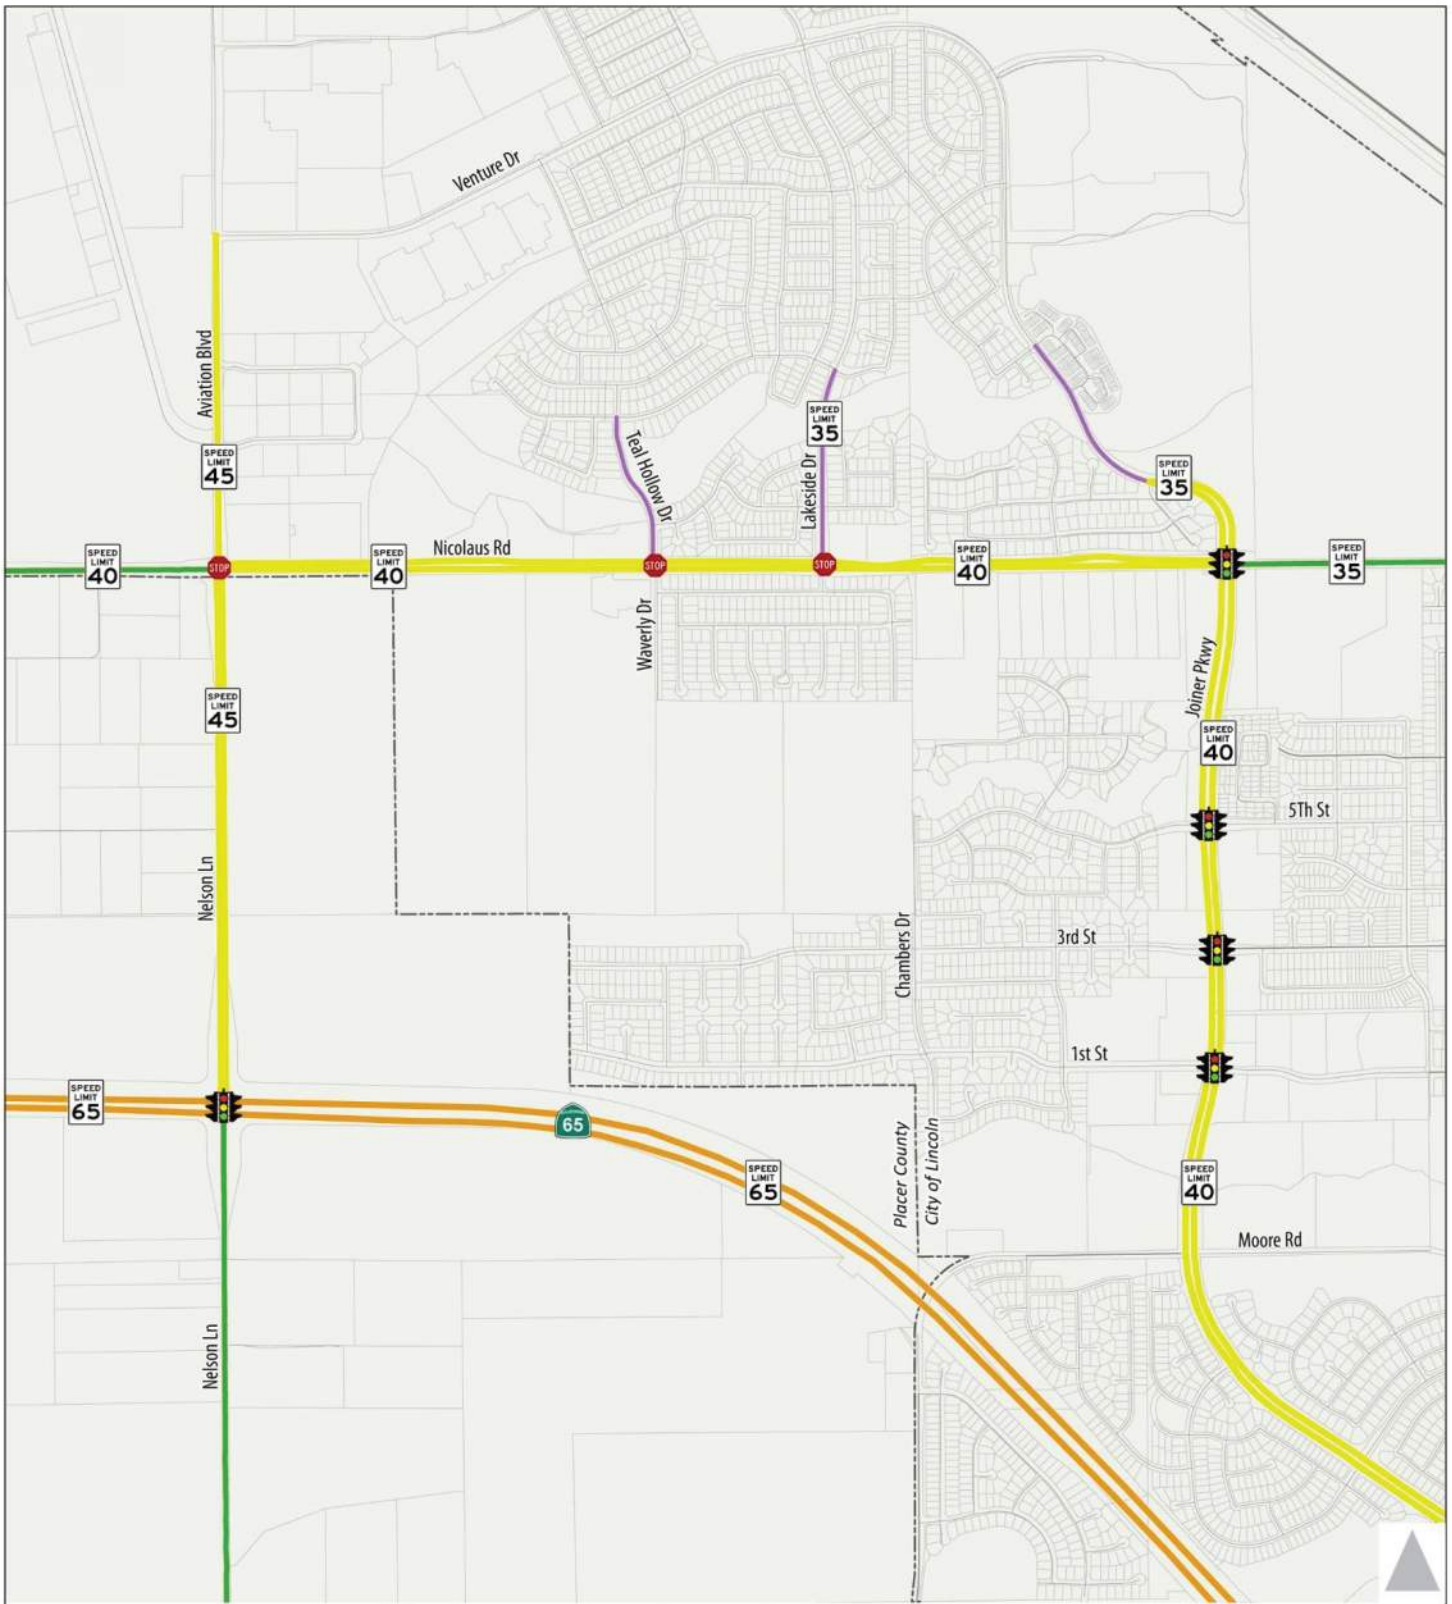 Venture Dr
Aviation Blvd
SPEED
LIMIT
45
Teal Hollow Dr
SPEED
LIMIT
35
Lakeside Dr
SPEED
LIMIT
35
SPEED
LIMIT
40
STOP
SPEED
LIMIT
40
Nicolaus Rd
STOP
STOP
SPEED
LIMIT
40
SPEED
LIMIT
35
Waverly Dr
SPEED
LIMIT
45
Joiner Pkwy
SPEED
LIMIT
40
5Th St
Nelson Ln
Chambers Dr
3rd St
1st St
SPEED
LIMIT
65
65
SPEED
LIMIT
65
Placer County
City of Lincoln
SPEED
LIMIT
40
Moore Rd
Nelson Ln